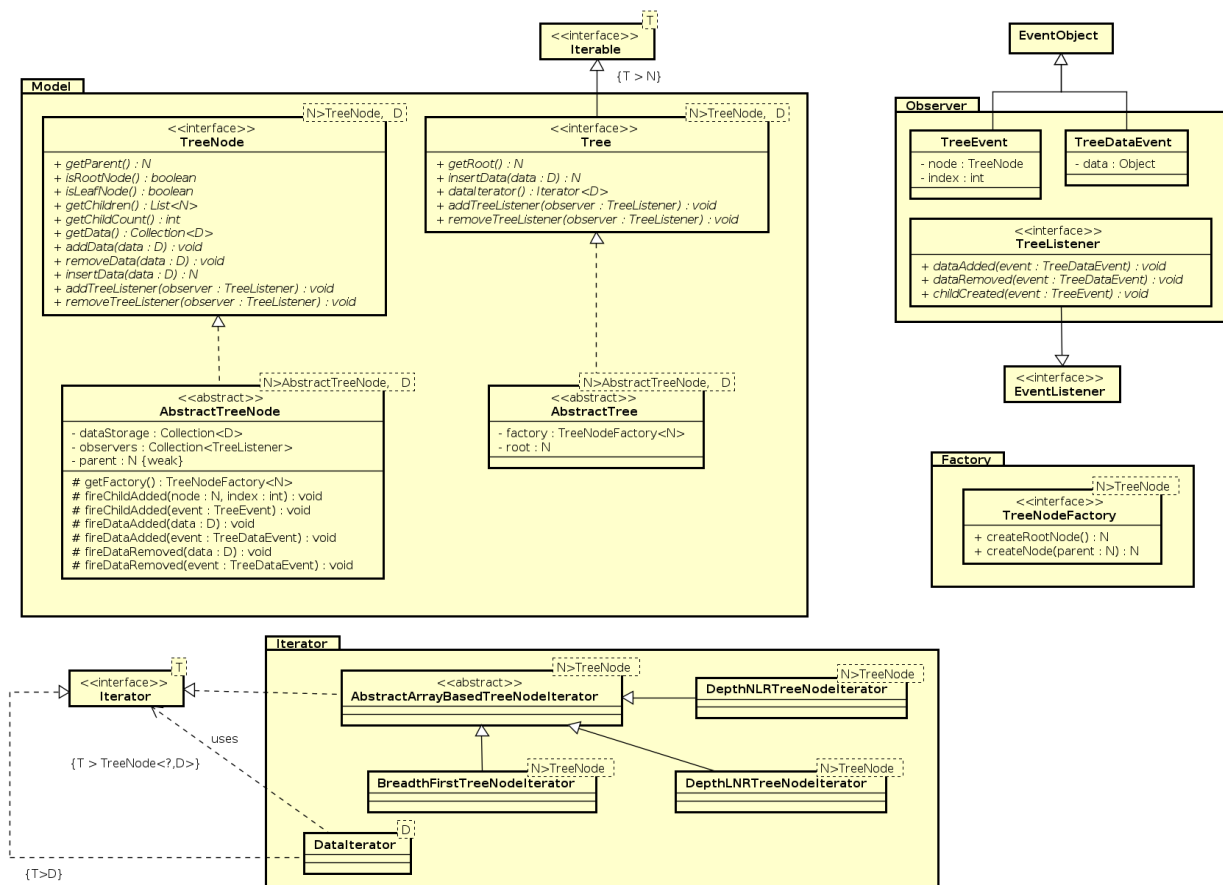 T
<<interface>>
Iterable
{T > N}
EventObject
Model
N>TreeNode, D
<<interface>>
TreeNode
+ getParent() : N
+ isRootNode() : boolean
+ isLeafNode() : boolean
+ getChildren() : List<N>
+ getChildCount() : int
+ getData() : Collection<D>
+ addData(data : D) : void
+ removeData(data : D) : void
+ insertData(data : D) : N
+ addTreeListener(observer : TreeListener) : void
+ removeTreeListener(observer : TreeListener) : void
N>TreeNode, D
<<interface>>
Tree
+ getRoot() : N
+ insertData(data : D) : N
+ dataIterator() : Iterator<D>
+ addTreeListener(observer : TreeListener) : void
+ removeTreeListener(observer : TreeListener) : void
N>AbstractTreeNode, D
<<abstract>>
AbstractTreeNode
- dataStorage : Collection<D>
- observers : Collection<TreeListener>
- parent : N {weak}
# getFactory() : TreeNodeFactory<N>
# fireChildAdded(node : N, index : int) : void
# fireChildAdded(event : TreeEvent) : void
# fireDataAdded(data : D) : void
# fireDataAdded(event : TreeDataEvent) : void
# fireDataRemoved(data : D) : void
# fireDataRemoved(event : TreeDataEvent) : void
N>AbstractTreeNode, D
<<abstract>>
AbstractTree
- factory : TreeNodeFactory<N>
- root : N
Observer
TreeEvent
- node : TreeNode
- index : int
TreeDataEvent
- data : Object
<<interface>>
TreeListener
+ dataAdded(event : TreeDataEvent) : void
+ dataRemoved(event : TreeDataEvent) : void
+ childCreated(event : TreeEvent) : void
<<interface>>
EventListener
Factory
N>TreeNode
<<interface>>
TreeNodeFactory
+ createRootNode() : N
+ createNode(parent : N) : N
Iterator
T
<<interface>>
Iterator
N>TreeNode
<<abstract>>
AbstractArrayBasedTreeNodeIterator
N>TreeNode
DepthNLRTreeNodeIterator
uses
{T > TreeNode<?,D>}
N>TreeNode
BreadthFirstTreeNodeIterator
N>TreeNode
DepthLNRTreeNodeIterator
D
DataIterator
{T>D}